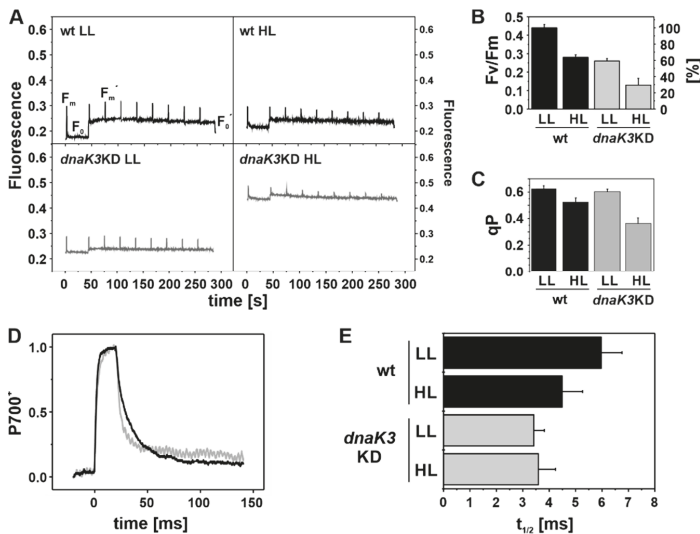 A
wt LL
wt HL
0.6
0.5
0.4
0.3
0.2
Fm
F0
Fm´
F0´
0.6
0.5
0.4
0.3
0.2
Fluorescence
Fluorescence
dnaK3KD LL
dnaK3KD HL
0.6
0.5
0.4
0.3
0.2
0.6
0.5
0.4
0.3
0.2
0 50 100 150 200 250 300
0 50 100 150 200 250 300
time [s]
B
Fv/Fm
0.5
0.4
0.3
0.2
0.1
0.0
100
80
60
40
20
0
[%]
LL HL LL HL
wt dnaK3KD
C
qP
0.6
0.4
0.2
0.0
LL HL LL HL
wt dnaK3KD
D
P700+
1.0
0.5
0.0
0 50 100 150
time [ms]
E
wt
LL
HL
dnaK3
KD
LL
HL
0 1 2 3 4 5 6 7 8
t1/2 [ms]